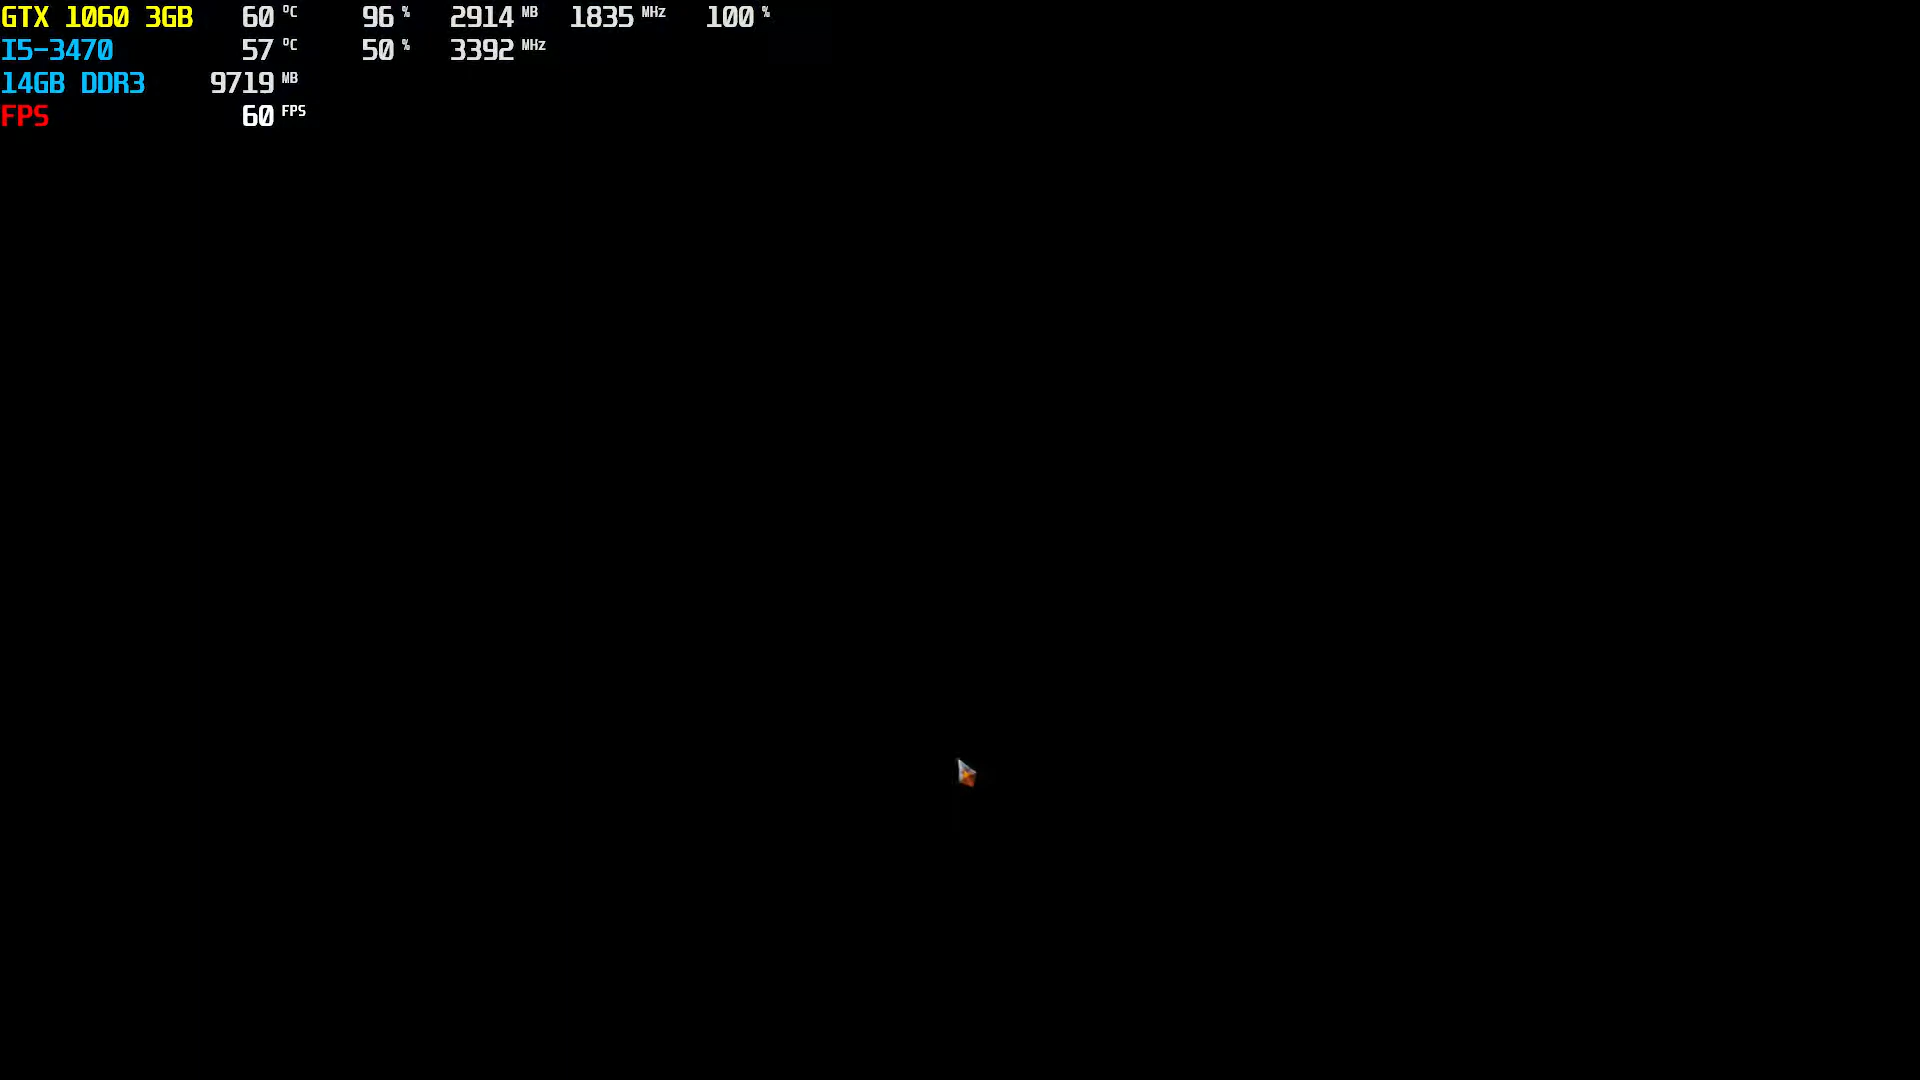 GTX 1060 3GB 60 °C 96 % 2914 MB 1835 MHz 100 %
I5-3470 57 °C 50 % 3392 MHz
14GB DDR3 9719 MB
FPS 60 FPS